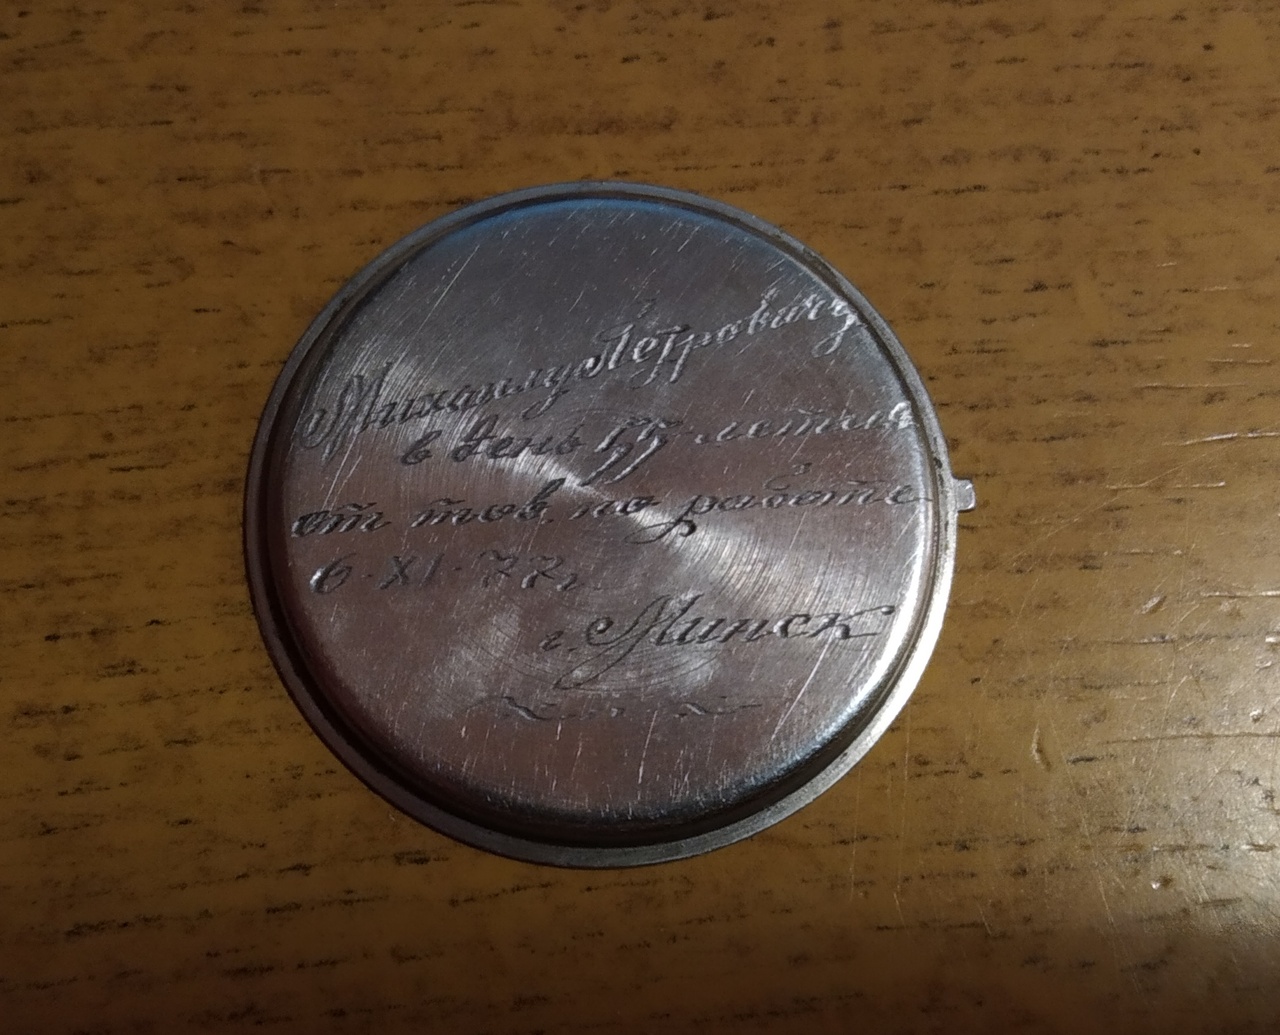 Михаилу Петровичу
в день 55-летия
от тов. по работе
6·XI·77г.
г. Минск